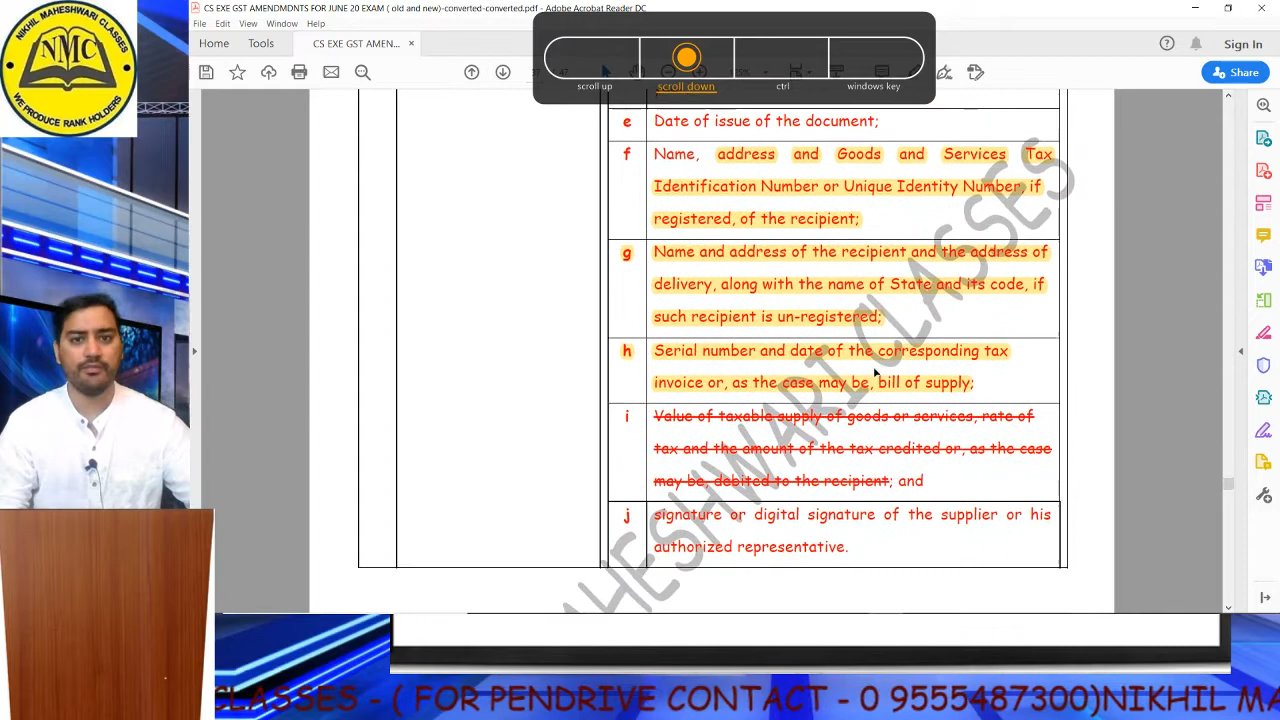 CS EXE GST AMENDMDNTS FOR JUNE 20 EXAM ( old and new)-converted-converted.pdf - Adobe Acrobat Reader DC
File Edit View Window Help
Home Tools CS EXE GST AMEN... × Sign In
Share
scroll up scroll down ctrl windows key
NIKHIL MAHESHWARI CLASSES
NMC
WE PRODUCE RANK HOLDERS
e Date of issue of the document;
f Name, address and Goods and Services Tax
Identification Number or Unique Identity Number, if
registered, of the recipient;
g Name and address of the recipient and the address of
delivery, along with the name of State and its code, if
such recipient is un-registered;
h Serial number and date of the corresponding tax
invoice or, as the case may be, bill of supply;
i Value of taxable supply of goods or services, rate of
tax and the amount of the tax credited or, as the case
may be, debited to the recipient; and
j signature or digital signature of the supplier or his
authorized representative.
HESHWARI CLASSES
CLASSES - ( FOR PENDRIVE CONTACT - 0 9555487300)NIKHIL MA